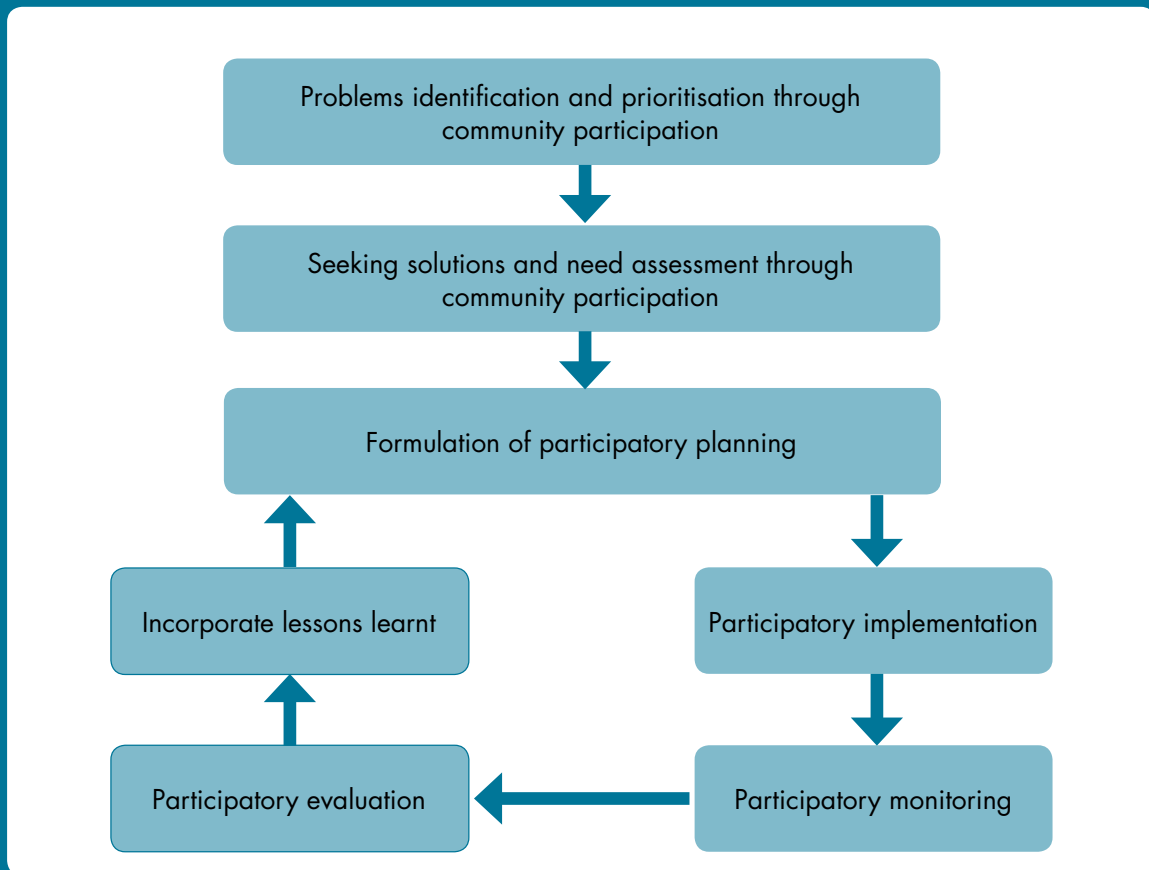 Problems identification and prioritisation through
community participation
Seeking solutions and need assessment through
community participation
Formulation of participatory planning
Incorporate lessons learnt
Participatory implementation
Participatory evaluation
Participatory monitoring